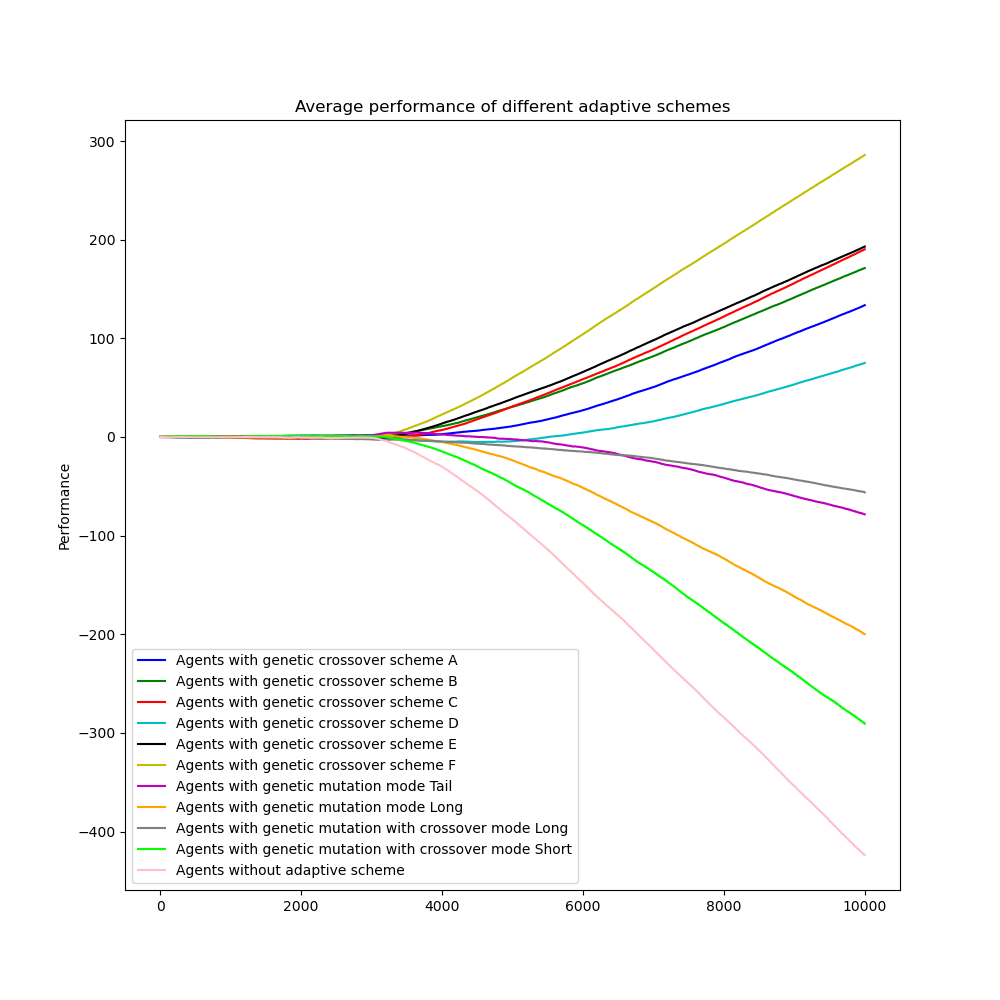 Average performance of different adaptive schemes
300
200
100
0
−100
−200
−300
−400
Performance
Agents with genetic crossover scheme A
Agents with genetic crossover scheme B
Agents with genetic crossover scheme C
Agents with genetic crossover scheme D
Agents with genetic crossover scheme E
Agents with genetic crossover scheme F
Agents with genetic mutation mode Tail
Agents with genetic mutation mode Long
Agents with genetic mutation with crossover mode Long
Agents with genetic mutation with crossover mode Short
Agents without adaptive scheme
0 2000 4000 6000 8000 10000